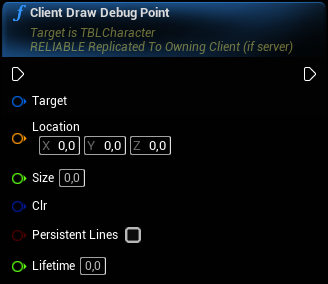 Client Draw Debug Point
Target is TBLCharacter
RELIABLE Replicated To Owning Client (if server)
Target
Location
X 0,0 Y 0,0 Z 0,0
Size 0,0
Clr
Persistent Lines
Lifetime 0,0